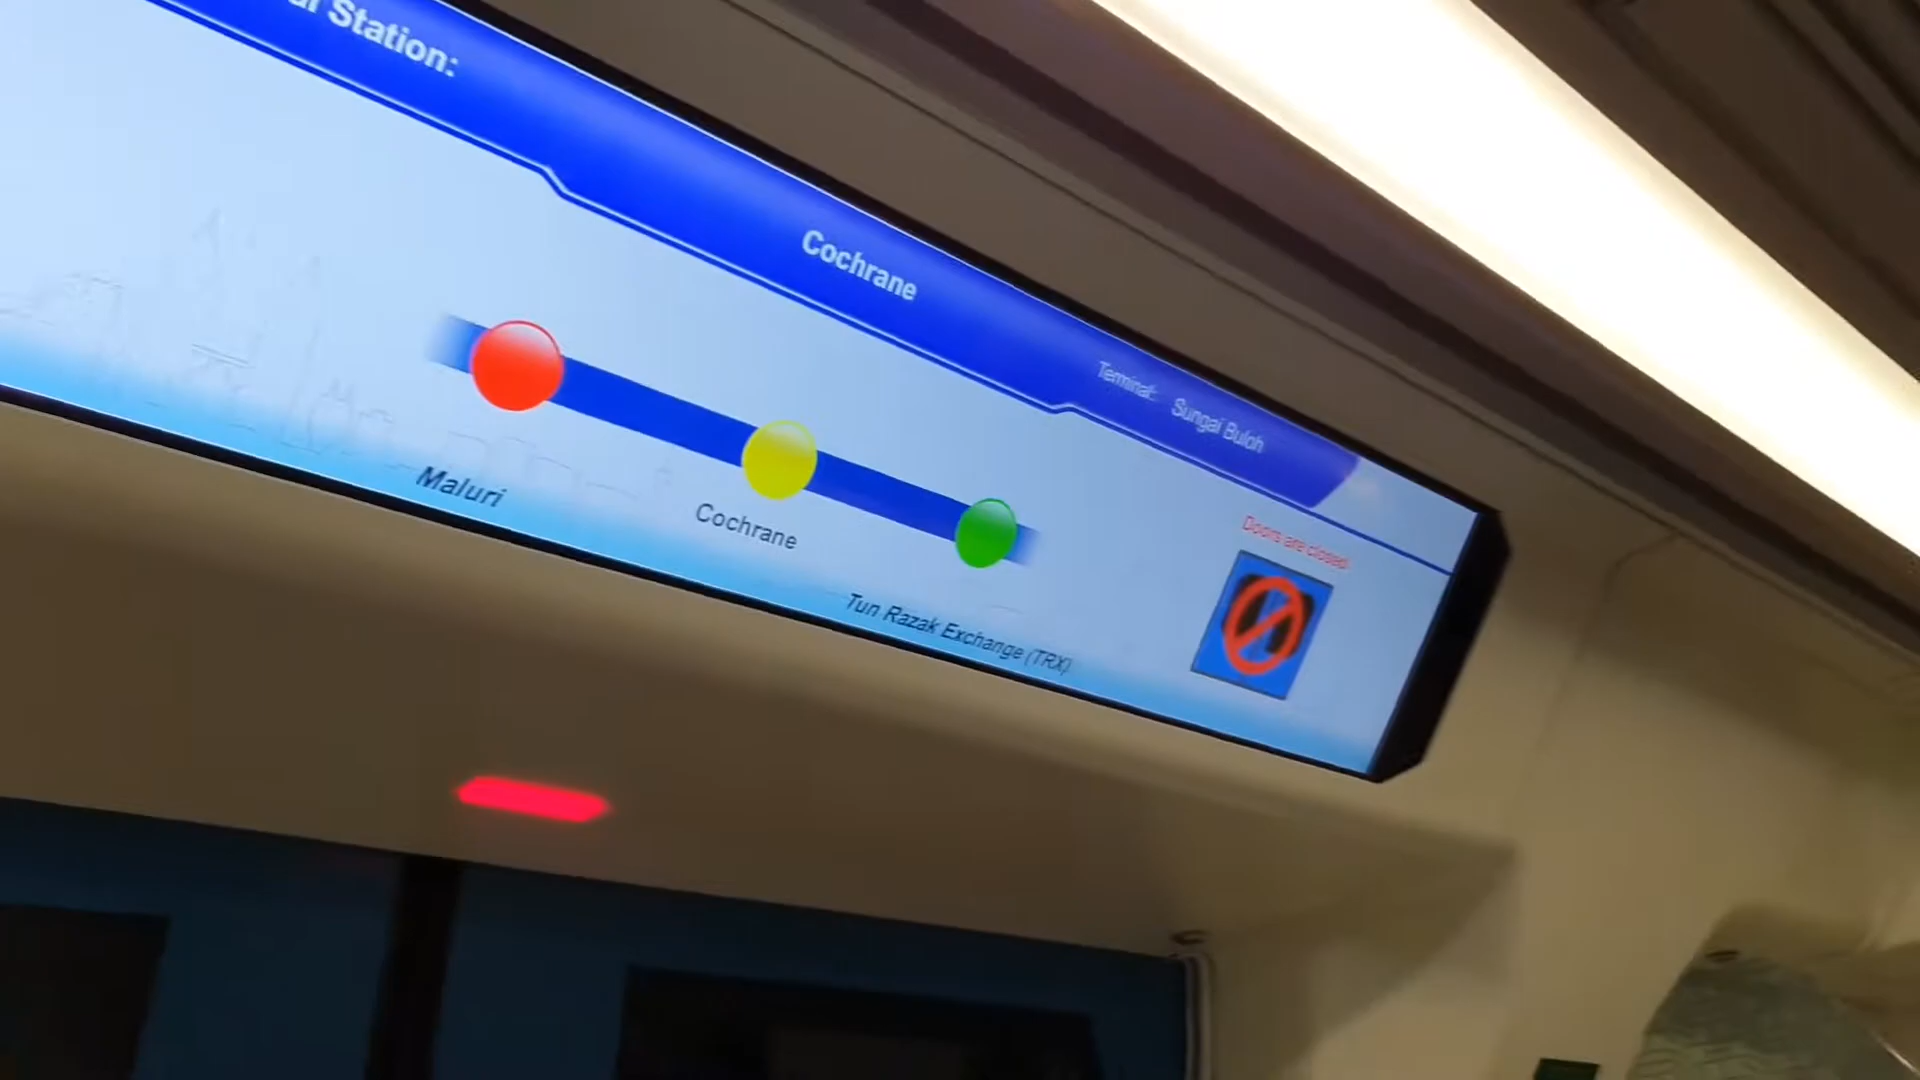 Station:
Cochrane
Terminal: Sungai Buloh
Maluri
Cochrane
Tun Razak Exchange (TRX)
Doors are closed